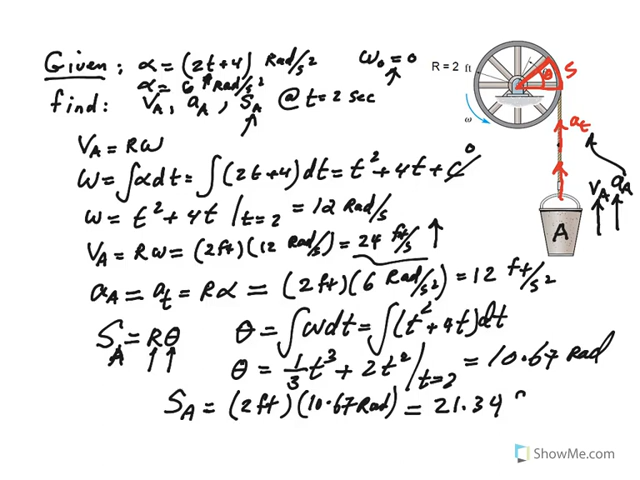 Given: α = (2t+4) Rad/s² ω₀ = 0
α = 6 Rad/s²
find: V_A, a_A, S_A @ t = 2 sec
R = 2 ft
θ S
ω
a_t
V_A a_A
A
V_A = Rω
ω = ∫αdt = ∫(2t+4)dt = t² + 4t + C 0
ω = t² + 4t |t=2 = 12 Rad/s
V_A = Rω = (2ft)(12 Rad/s) = 24 ft/s ↑
a_A = a_t = Rα = (2ft)(6 Rad/s²) = 12 ft/s²
S_A = Rθ θ = ∫ωdt = ∫(t² + 4t)dt
θ = 1/3 t³ + 2t² |t=2 = 10.67 Rad
S_A = (2ft)(10.67 Rad) = 21.34
ShowMe.com